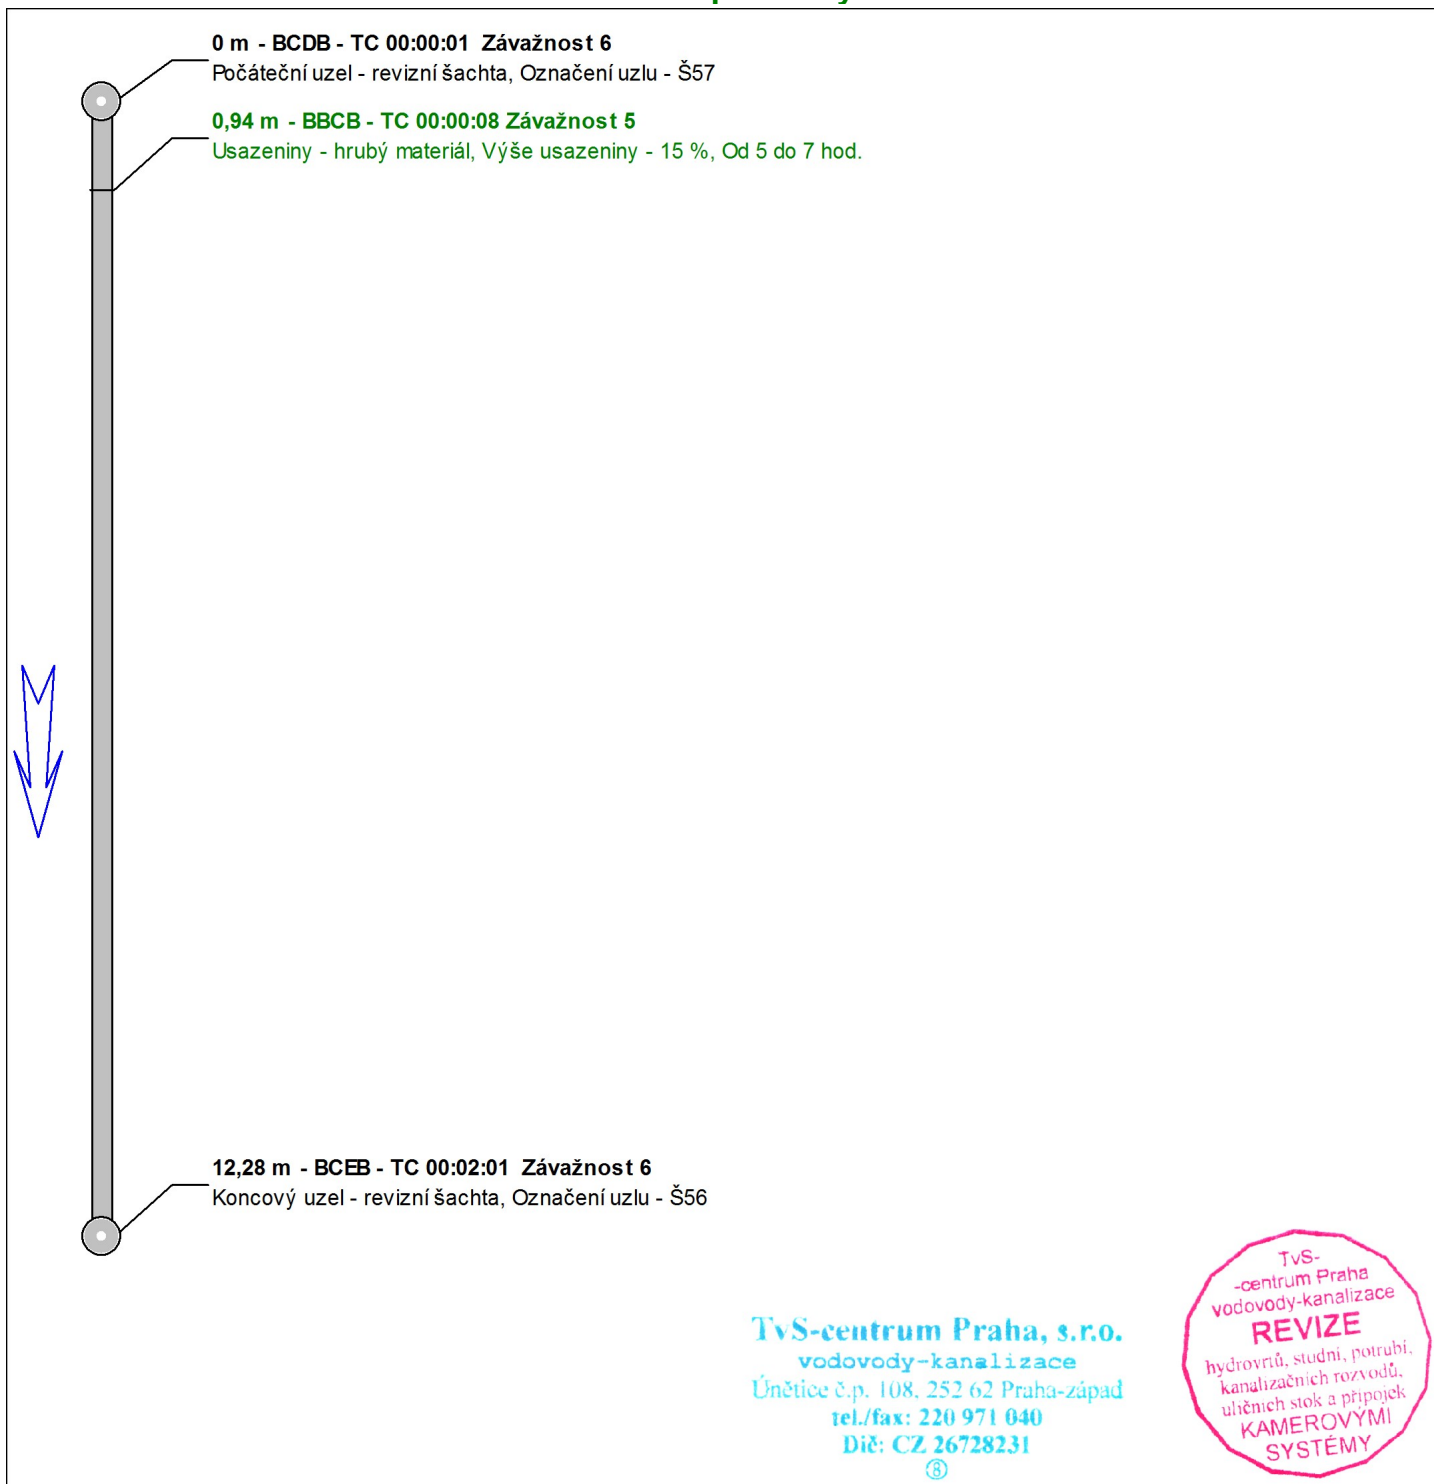 0 m - BCDB - TC 00:00:01 Závažnost 6
Počáteční uzel - revizní šachta, Označení uzlu - Š57
0,94 m - BBCB - TC 00:00:08 Závažnost 5
Usazeniny - hrubý materiál, Výše usazeniny - 15 %, Od 5 do 7 hod.
12,28 m - BCEB - TC 00:02:01 Závažnost 6
Koncový uzel - revizní šachta, Označení uzlu - Š56
TvS-centrum Praha, s.r.o.
vodovody-kanalizace
Únětice č.p. 108, 252 62 Praha-západ
tel./fax: 220 971 040
Dič: CZ 26728231
⑧
TvS-
-centrum Praha
vodovody-kanalizace
REVIZE
hydrovrtů, studní, potrubí,
kanalizačních rozvodů,
uličních stok a přípojek
KAMEROVÝMI
SYSTÉMY